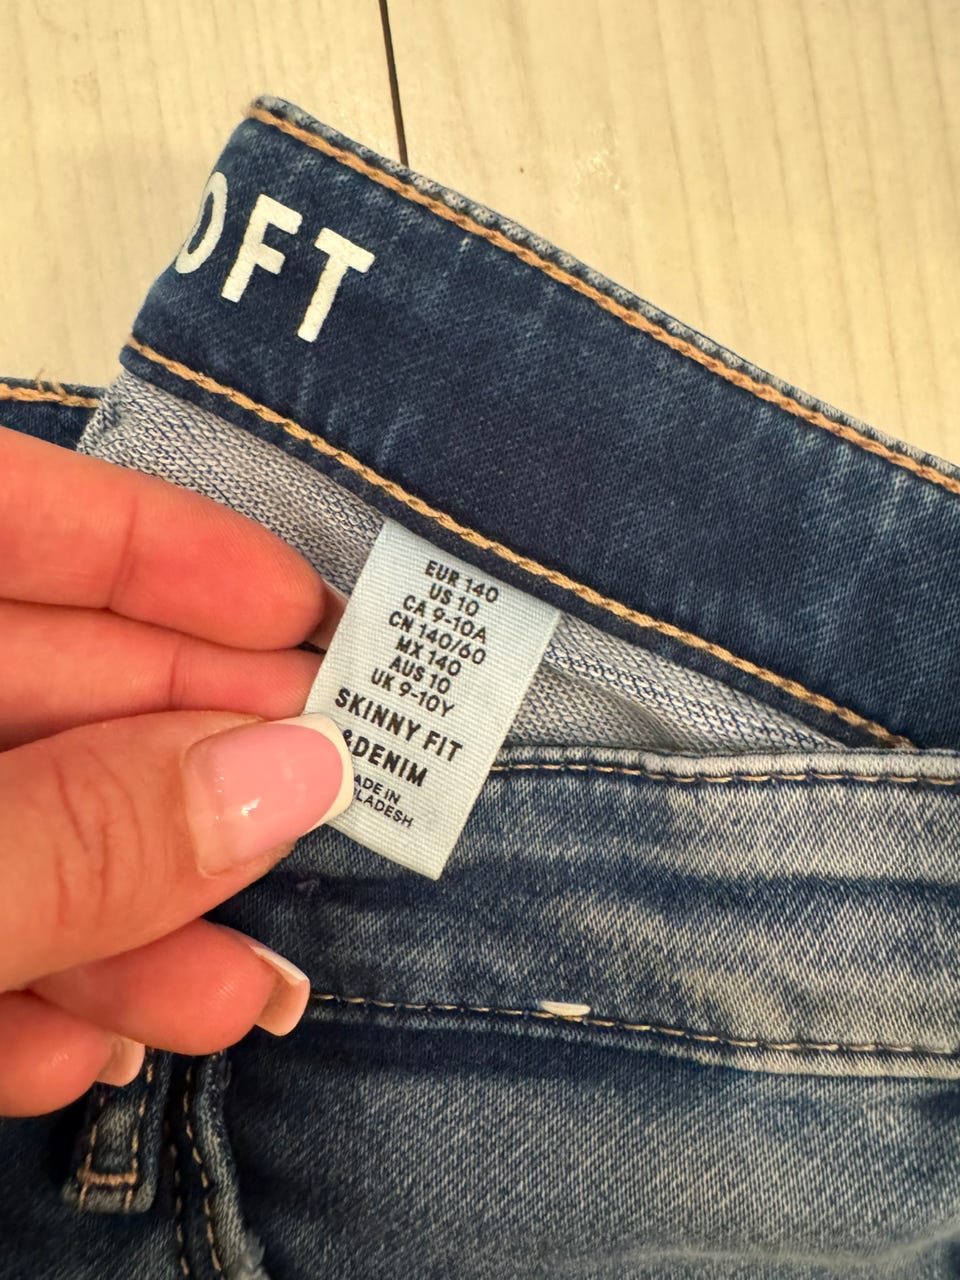 OFT
EUR 140
US 10
CA 9-10A
CN 140/60
MX 140
AUS 10
UK 9-10Y
SKINNY FIT
&DENIM
ADE IN
LADESH